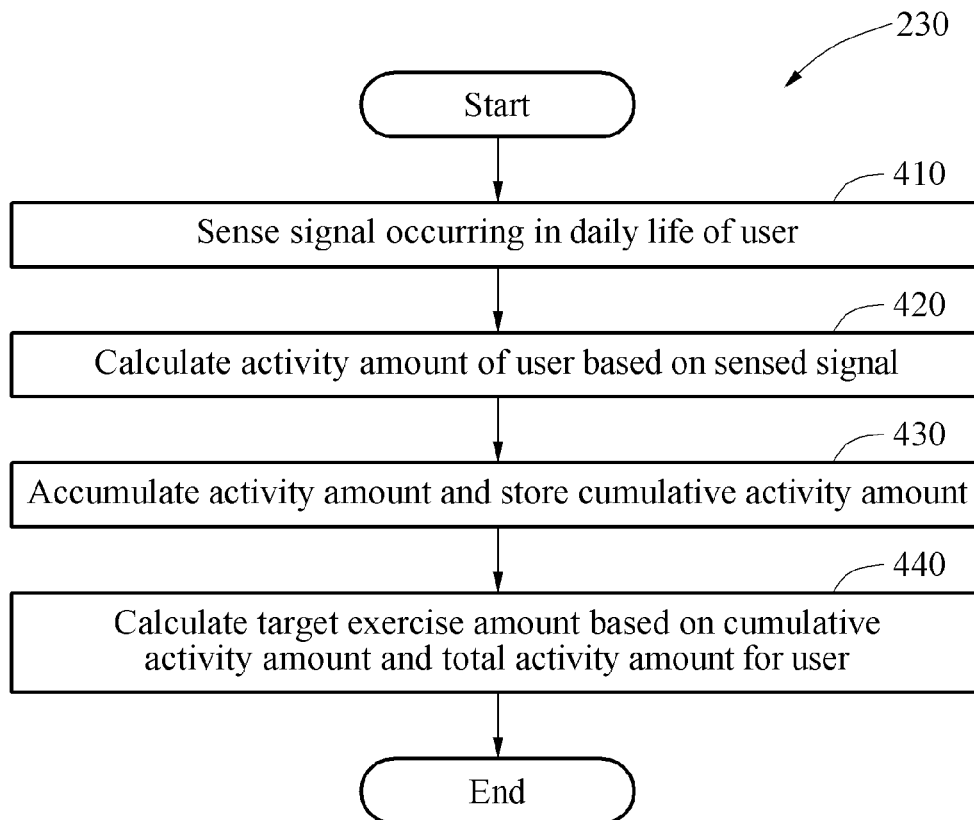 230
Start
410
Sense signal occurring in daily life of user
420
Calculate activity amount of user based on sensed signal
430
Accumulate activity amount and store cumulative activity amount
440
Calculate target exercise amount based on cumulative
activity amount and total activity amount for user
End